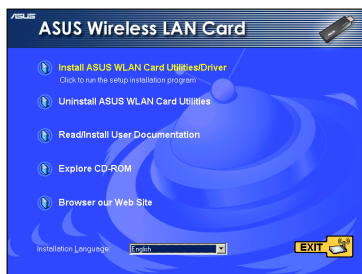 ASUS
ASUS Wireless LAN Card
Install ASUS WLAN Card Utilities/Driver
Click to run the setup installation program
Uninstall ASUS WLAN Card Utilities
Read/Install User Documentation
Explore CD-ROM
Browser our Web Site
Installation Language:
English
EXIT